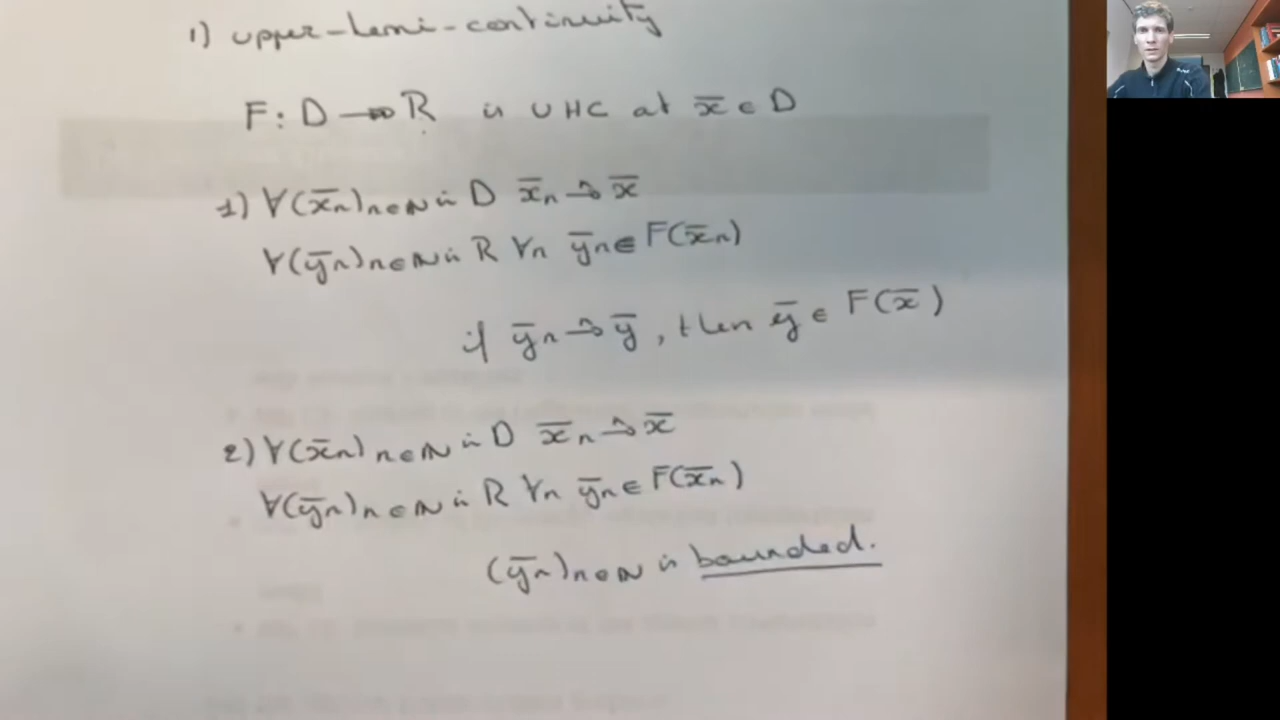 1) upper-hemi-continuity
F: D ↠ R is UHC at x̄ ∈ D
1) ∀(x̄ₙ)ₙ∈ℕ in D x̄ₙ → x̄
∀(ȳₙ)ₙ∈ℕ in R ∀n ȳₙ ∈ F(x̄ₙ)
if ȳₙ → ȳ, then ȳ ∈ F(x̄)
2) ∀(x̄ₙ)ₙ∈ℕ in D x̄ₙ → x̄
∀(ȳₙ)ₙ∈ℕ in R ∀n ȳₙ ∈ F(x̄ₙ)
(ȳₙ)ₙ∈ℕ is bounded.